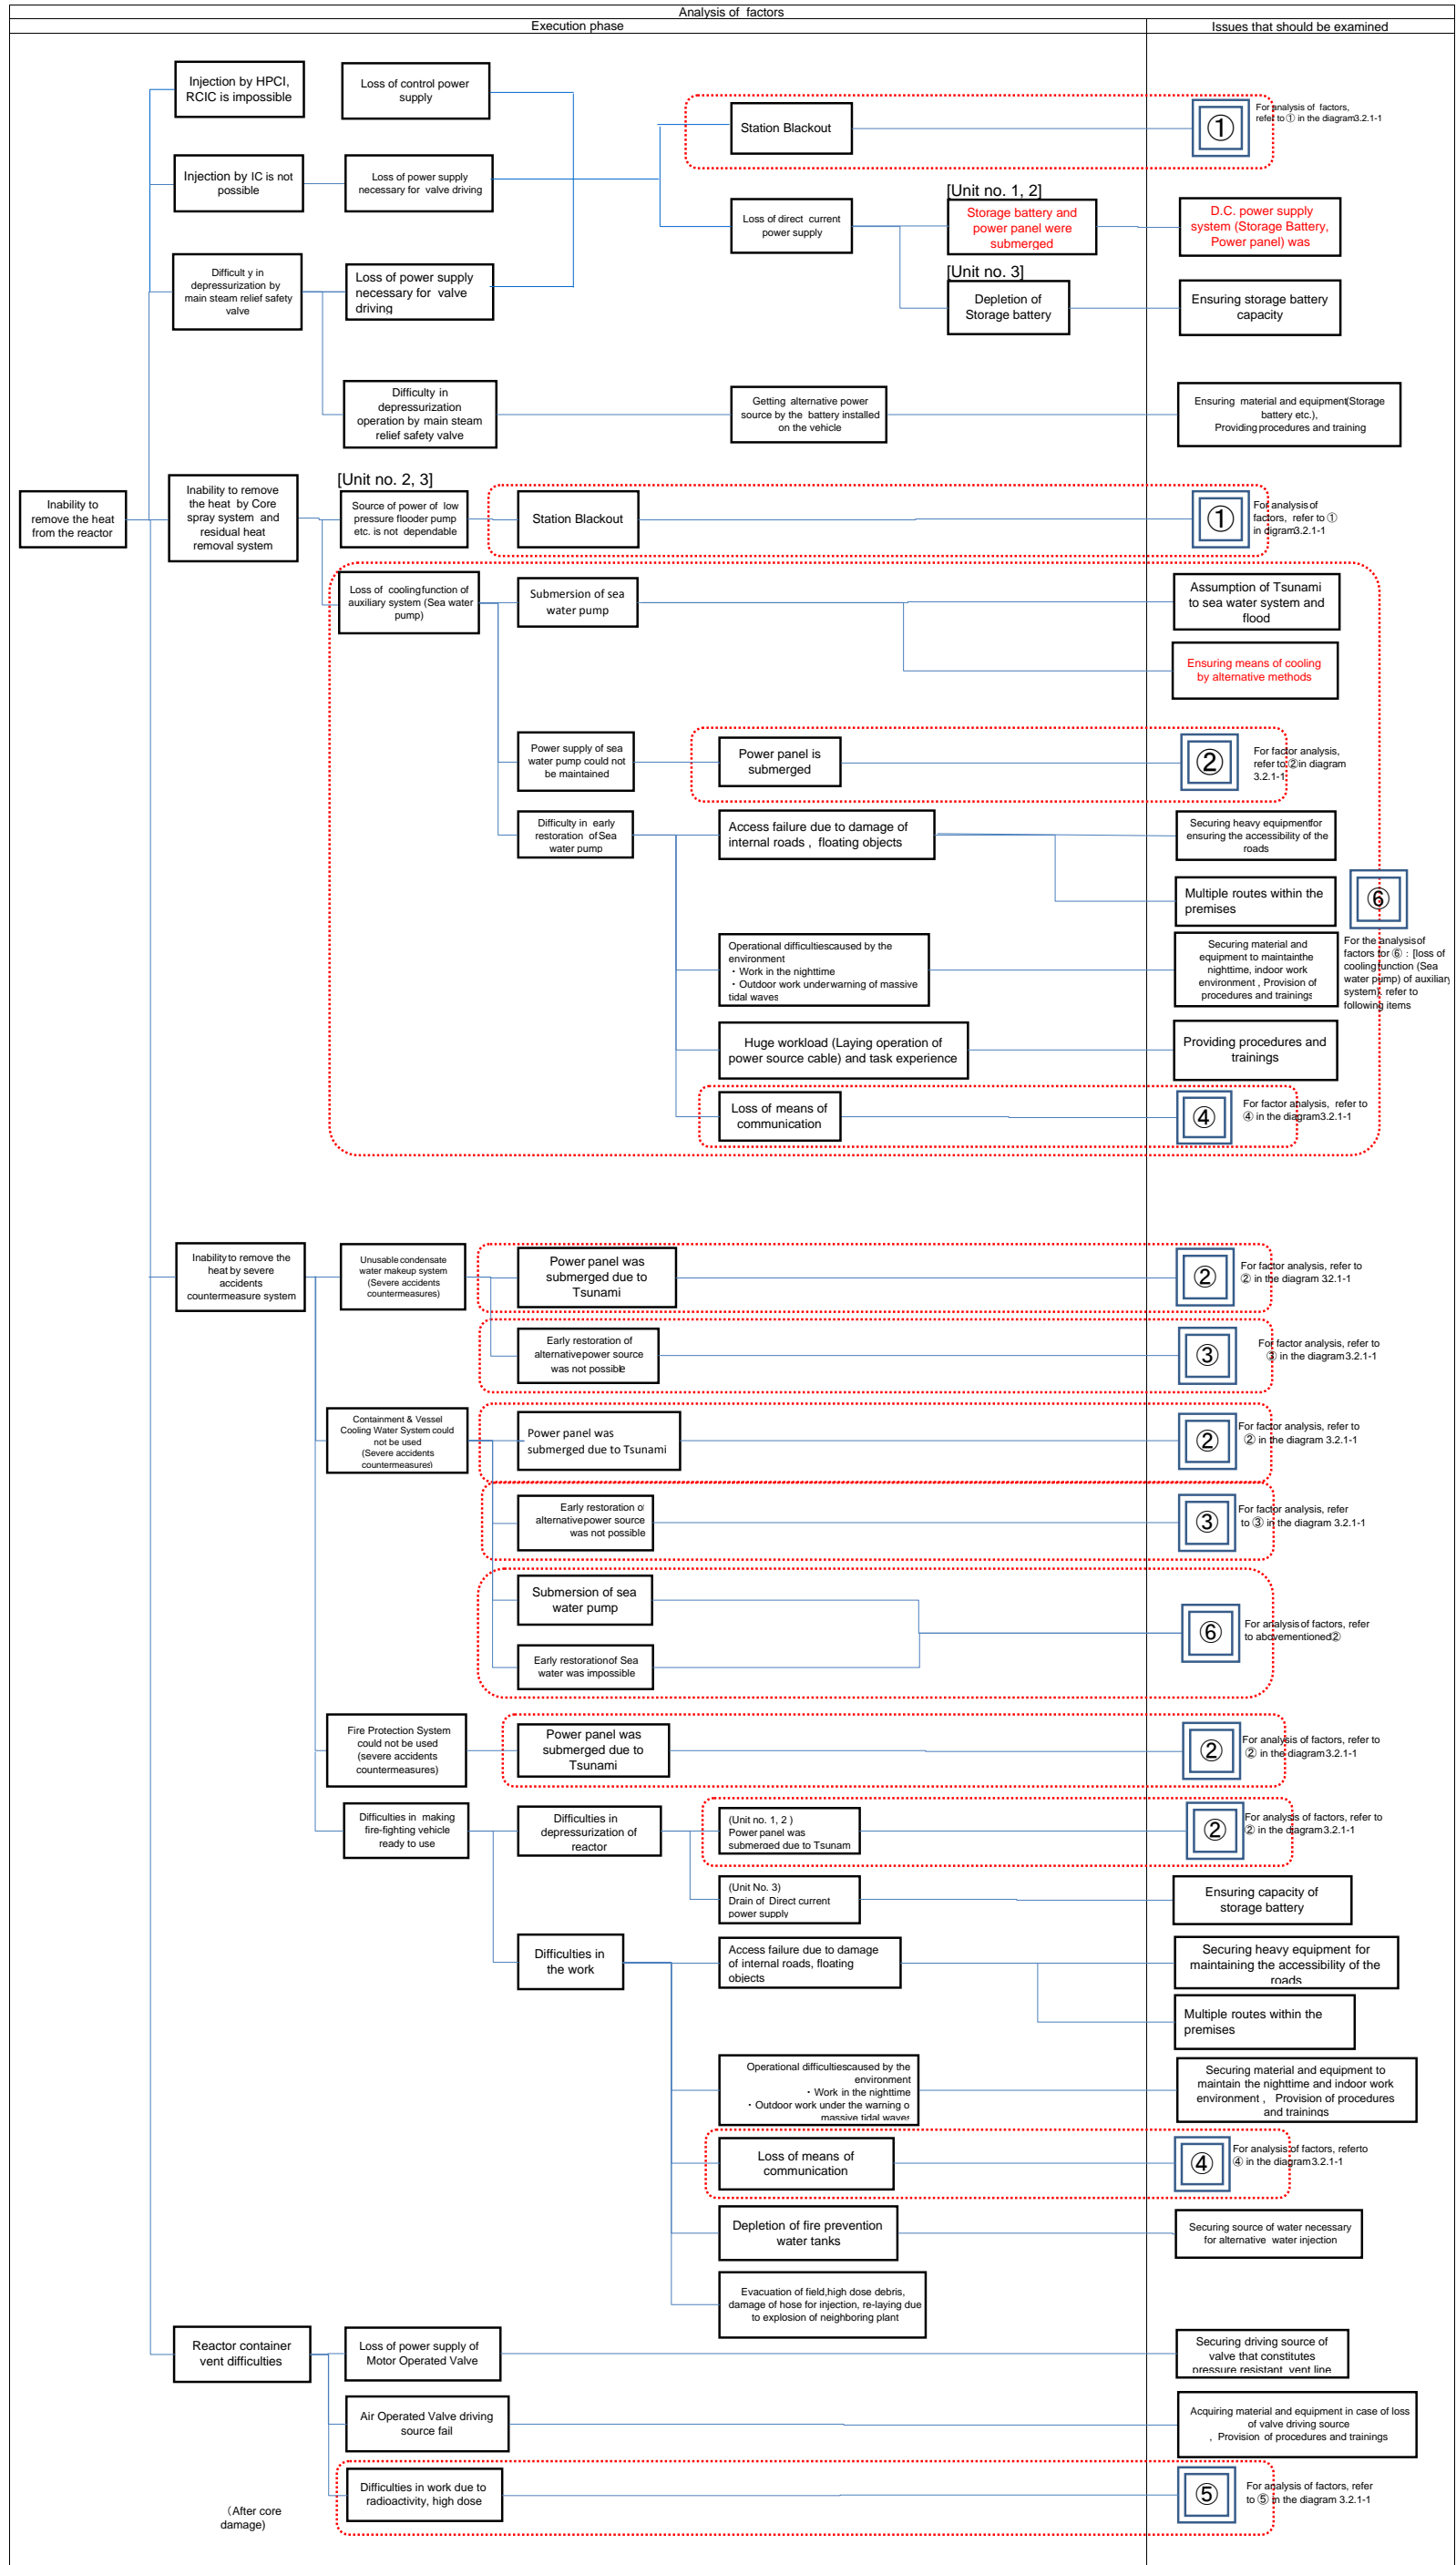 Analysis of factors
Execution phase
Issues that should be examined
Injection by HPCI,
RCIC is impossible
Loss of control power
supply
Station Blackout
①
For analysis of factors,
refer to ① in the diagram3.2.1-1
Injection by IC is not
possible
Loss of power supply
necessary for valve driving
[Unit no. 1, 2]
Loss of direct current
power supply
Storage battery and
power panel were
submerged
D.C. power supply
system (Storage Battery,
Power panel) was
Difficult y in
depressurization by
main steam relief safety
valve
Loss of power supply
necessary for valve
driving
[Unit no. 3]
Depletion of
Storage battery
Ensuring storage battery
capacity
Difficulty in
depressurization
operation by main steam
relief safety valve
Getting alternative power
source by the battery installed
on the vehicle
Ensuring material and equipment(Storage
battery etc.),
Providing procedures and training
Inability to
remove the heat
from the reactor
Inability to remove
the heat by Core
spray system and
residual heat
removal system
[Unit no. 2, 3]
Source of power of low
pressure flooder pump
etc. is not dependable
Station Blackout
①
For analysis of
factors, refer to ①
in digram3.2.1-1
Loss of cooling function of
auxiliary system (Sea water
pump)
Submersion of sea
water pump
Assumption of Tsunami
to sea water system and
flood
Ensuring means of cooling
by alternative methods
Power supply of sea
water pump could not
be maintained
Power panel is
submerged
②
For factor analysis,
refer to ②in diagram
3.2.1-1
Difficulty in early
restoration of Sea
water pump
Access failure due to damage of
internal roads , floating objects
Securing heavy equipmentfor
ensuring the accessibility of the
roads
Multiple routes within the
premises
⑥
For the analysis of
factors for ⑥ : [loss of
cooling function (Sea
water pump) of auxiliary
system), refer to
following items
Operational difficultiescaused by the
environment
・Work in the nighttime
・Outdoor work under warning of massive
tidal waves
Securing material and
equipment to maintainthe
nighttime, indoor work
environment , Provision of
procedures and trainings
Huge workload (Laying operation of
power source cable) and task experience
Providing procedures and
trainings
Loss of means of
communication
④
For factor analysis, refer to
④ in the diagram3.2.1-1
Inability to remove the
heat by severe
accidents
countermeasure system
Unusable condensate
water makeup system
(Severe accidents
countermeasures)
Power panel was
submerged due to
Tsunami
②
For factor analysis, refer to
② in the diagram 3.2.1-1
Early restoration of
alternative power source
was not possible
③
For factor analysis, refer to
③ in the diagram3.2.1-1
Containment & Vessel
Cooling Water System could
not be used
(Severe accidents
countermeasures)
Power panel was
submerged due to Tsunami
②
For factor analysis, refer to
② in the diagram 3.2.1-1
Early restoration of
alternative power source
was not possible
③
For factor analysis, refer
to ③ in the diagram 3.2.1-1
Submersion of sea
water pump
Early restoration of Sea
water was impossible
⑥
For analysis of factors, refer
to abovementioned②
Fire Protection System
could not be used
(severe accidents
countermeasures)
Power panel was
submerged due to
Tsunami
②
For analysis of factors, refer to
② in the diagram3.2.1-1
Difficulties in making
fire-fighting vehicle
ready to use
Difficulties in
depressurization of
reactor
(Unit no. 1, 2 )
Power panel was
submerged due to Tsunam
②
For analysis of factors, refer to
② in the diagram3.2.1-1
(Unit No. 3)
Drain of Direct current
power supply
Ensuring capacity of
storage battery
Difficulties in
the work
Access failure due to damage
of internal roads, floating
objects
Securing heavy equipment for
maintaining the accessibility of the
roads
Multiple routes within the
premises
Operational difficultiescaused by the
environment
・Work in the nighttime
・Outdoor work under the warning o
massive tidal waves
Securing material and equipment to
maintain the nighttime and indoor work
environment , Provision of procedures
and trainings
Loss of means of
communication
④
For analysis of factors, referto
④ in the diagram3.2.1-1
Depletion of fire prevention
water tanks
Securing source of water necessary
for alternative water injection
Evacuation of field,high dose debris,
damage of hose for injection, re-laying due
to explosion of neighboring plant
Reactor container
vent difficulties
Loss of power supply of
Motor Operated Valve
Securing driving source of
valve that constitutes
pressure resistant vent line
Air Operated Valve driving
source fail
Acquiring material and equipment in case of loss
of valve driving source
, Provision of procedures and trainings
(After core
damage)
Difficulties in work due to
radioactivity, high dose
⑤
For analysis of factors, refer
to ⑤ in the diagram 3.2.1-1